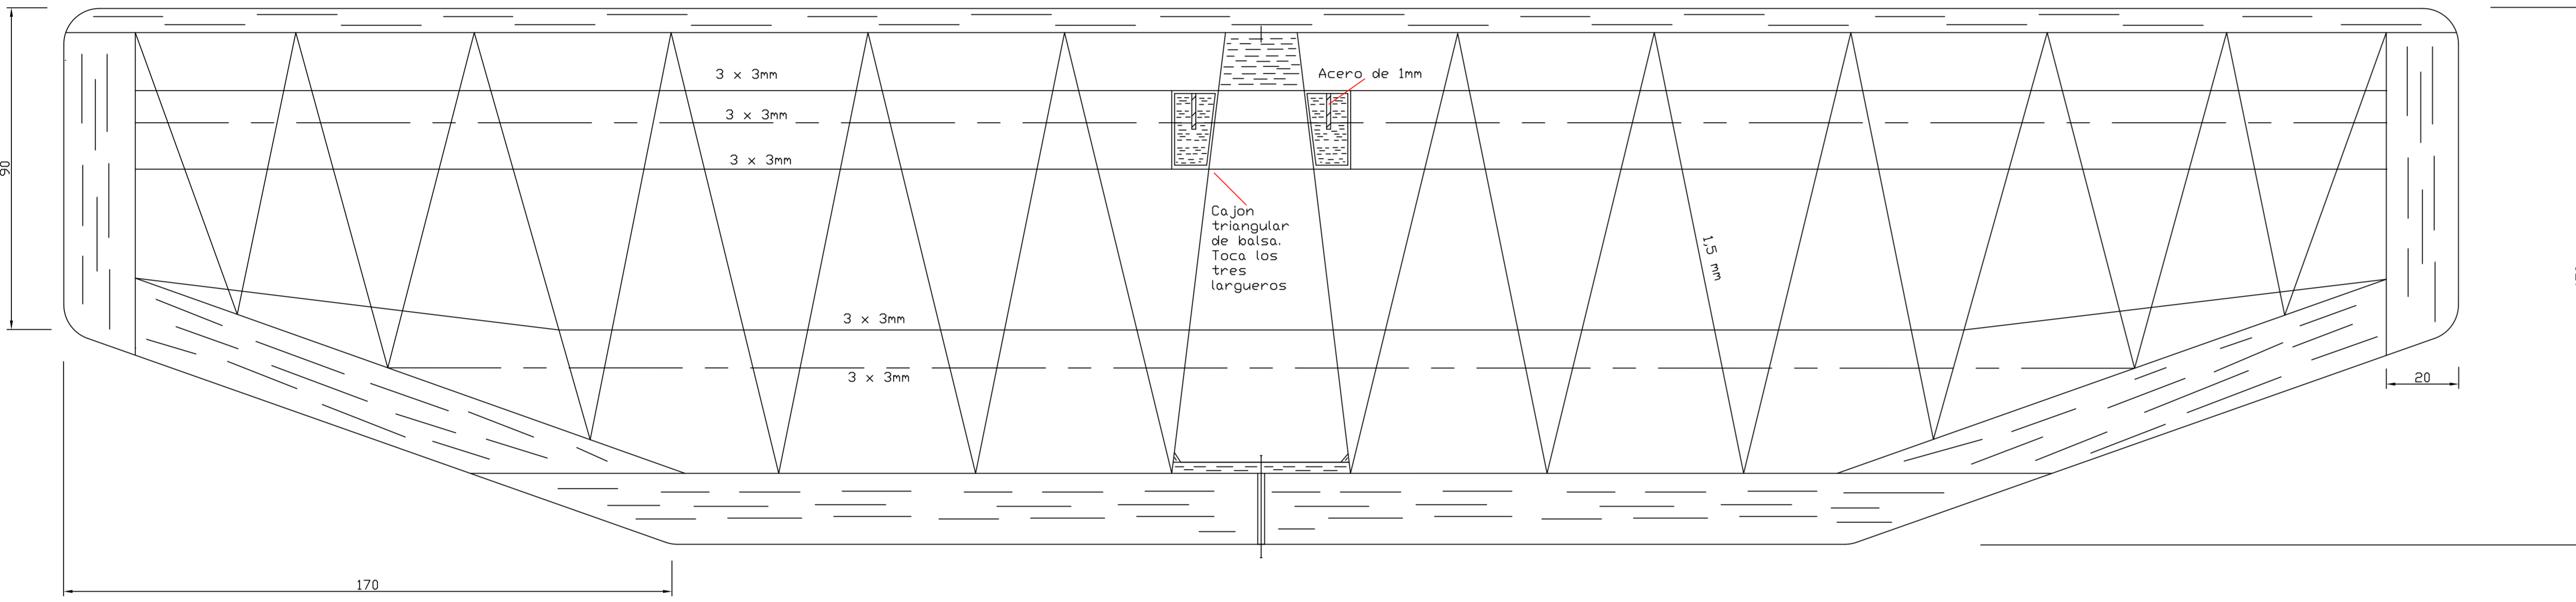 3 x 3mm
Acero de 1mm
3 x 3mm
3 x 3mm
90
Cajon
triangular
de balsa.
Toca los
tres
largueros
1,5 mm
3 x 3mm
3 x 3mm
20
170